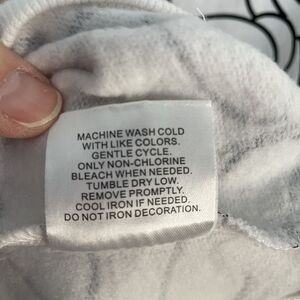 MACHINE WASH COLD
WITH LIKE COLORS.
GENTLE CYCLE.
ONLY NON-CHLORINE
BLEACH WHEN NEEDED.
TUMBLE DRY LOW.
REMOVE PROMPTLY.
COOL IRON IF NEEDED.
DO NOT IRON DECORATION.